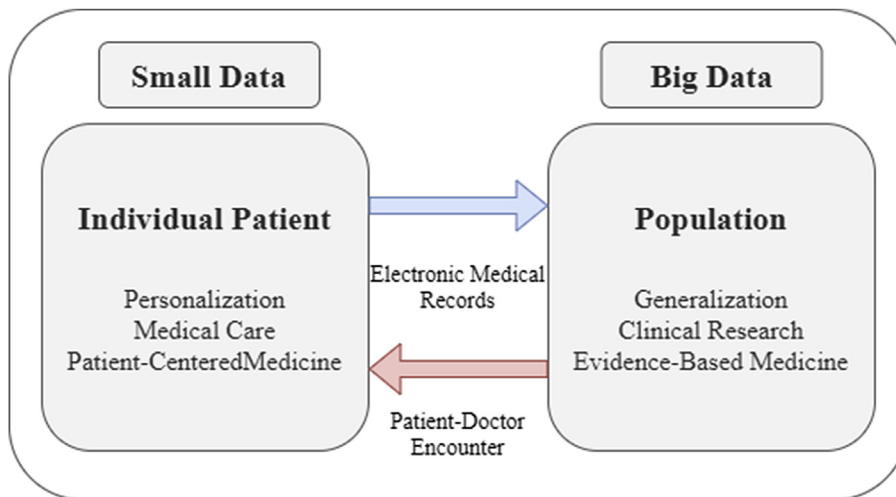 Small Data
Big Data
Individual Patient
Personalization
Medical Care
Patient-CenteredMedicine
Electronic Medical
Records
Patient-Doctor
Encounter
Population
Generalization
Clinical Research
Evidence-Based Medicine